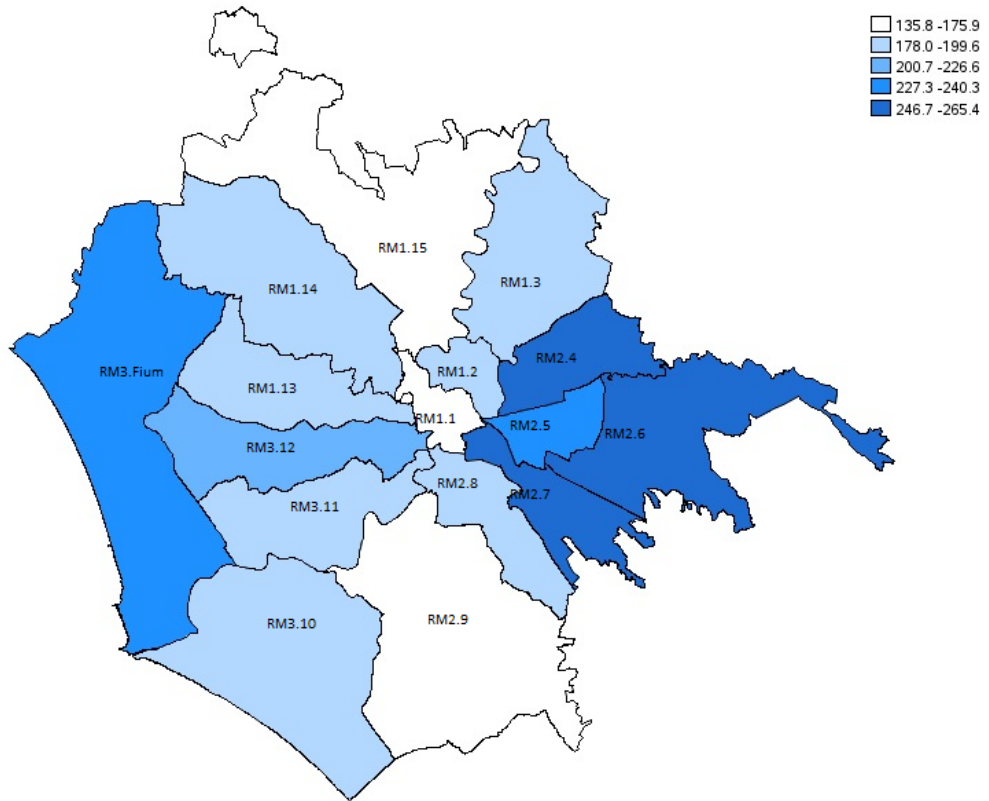 135.8 -175.9
178.0 -199.6
200.7 -226.6
227.3 -240.3
246.7 -265.4
RM1.15
RM1.3
RM1.14
RM2.4
RM3.Fium
RM1.2
RM1.13
RM1.1
RM2.5
RM2.6
RM3.12
RM2.8
RM2.7
RM3.11
RM3.10
RM2.9